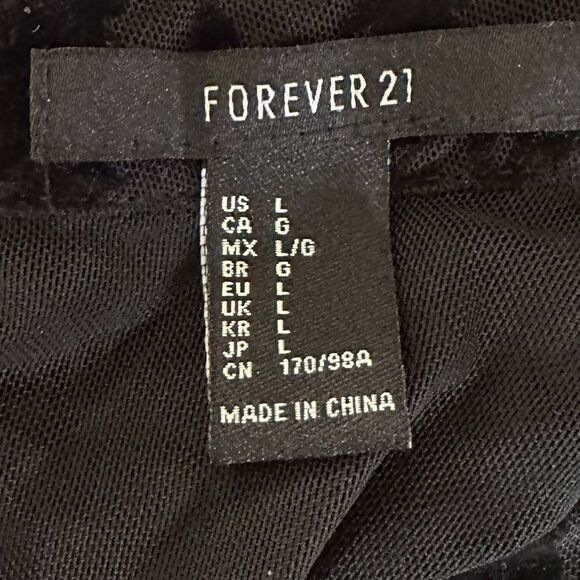 FOREVER 21
US L
CA G
MX L/G
BR G
EU L
UK L
KR L
JP L
CN 170/98A
MADE IN CHINA